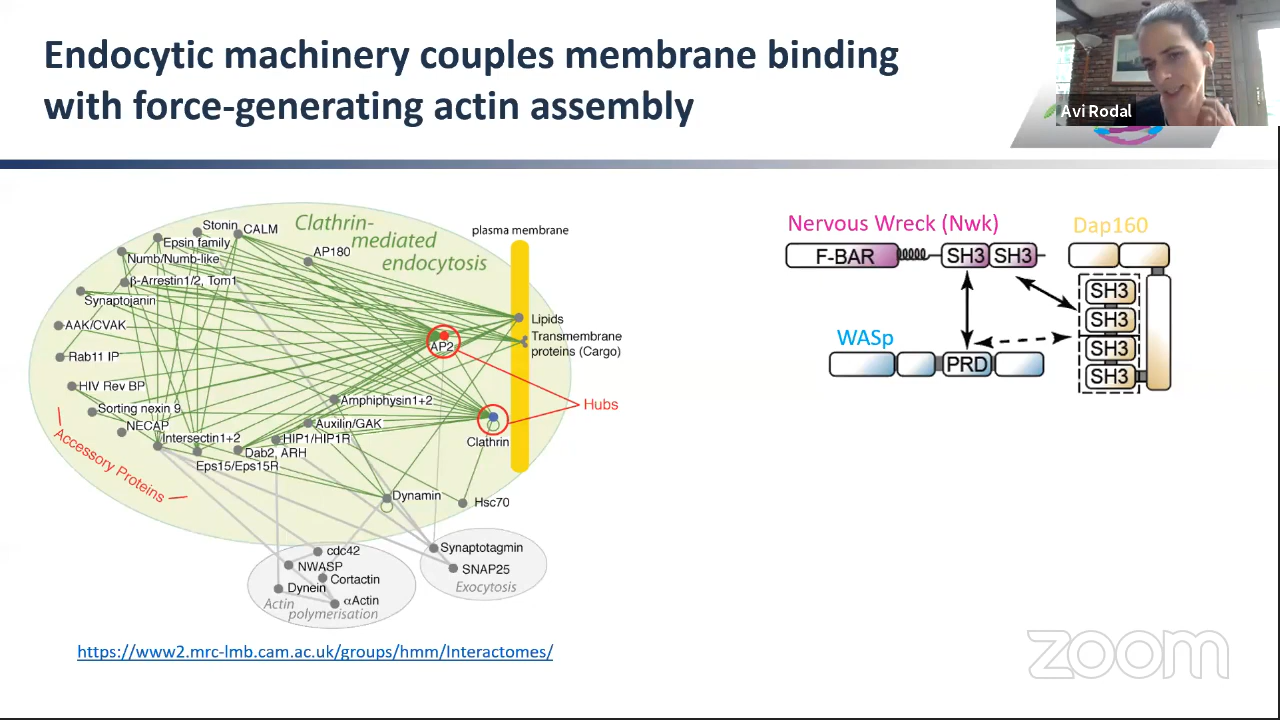 Endocytic machinery couples membrane binding
with force-generating actin assembly
Avi Rodal
Clathrin-
mediated
endocytosis
plasma membrane
Stonin
CALM
Epsin family
AP180
Numb/Numb-like
β-Arrestin1/2, Tom1
Synaptojanin
AAK/CVAK
Rab11 IP
HIV Rev BP
Sorting nexin 9
NECAP
Intersectin1+2
Eps15/Eps15R
Dab2, ARH
HIP1/HIP1R
Auxilin/GAK
Amphiphysin1+2
AP2
Clathrin
Lipids
Transmembrane
proteins (Cargo)
Hubs
Accessory Proteins
Dynamin
Hsc70
cdc42
NWASP
Cortactin
Dynein
αActin
Actin
polymerisation
Synaptotagmin
SNAP25
Exocytosis
https://www2.mrc-lmb.cam.ac.uk/groups/hmm/Interactomes/
Nervous Wreck (Nwk)
F-BAR
SH3
SH3
Dap160
SH3
SH3
SH3
SH3
WASp
PRD
zoom